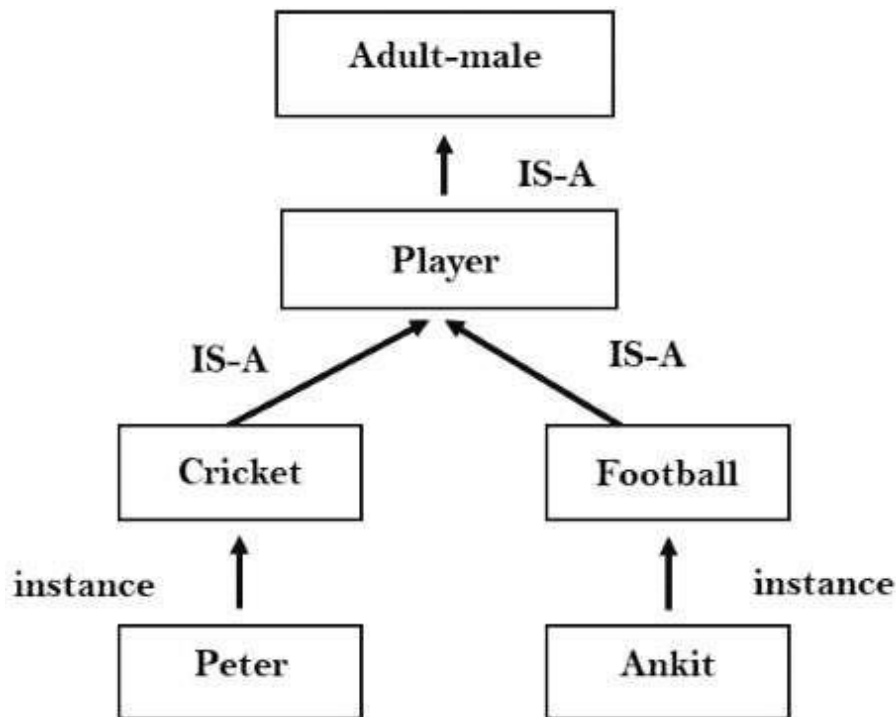 Adult-male
IS-A
Player
IS-A
IS-A
Cricket
Football
instance
instance
Peter
Ankit